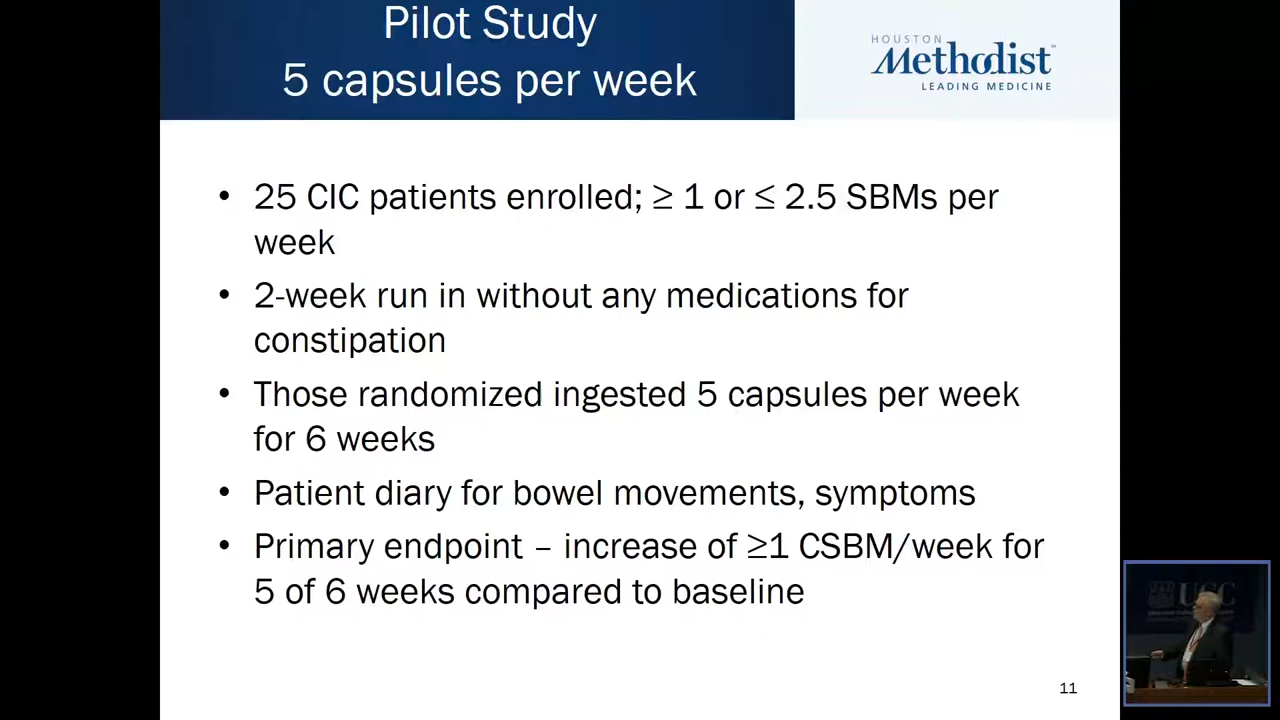 Pilot Study
5 capsules per week
HOUSTON
Methodist
LEADING MEDICINE
• 25 CIC patients enrolled; ≥ 1 or ≤ 2.5 SBMs per
week
• 2-week run in without any medications for
constipation
• Those randomized ingested 5 capsules per week
for 6 weeks
• Patient diary for bowel movements, symptoms
• Primary endpoint – increase of ≥1 CSBM/week for
5 of 6 weeks compared to baseline
UCC
11